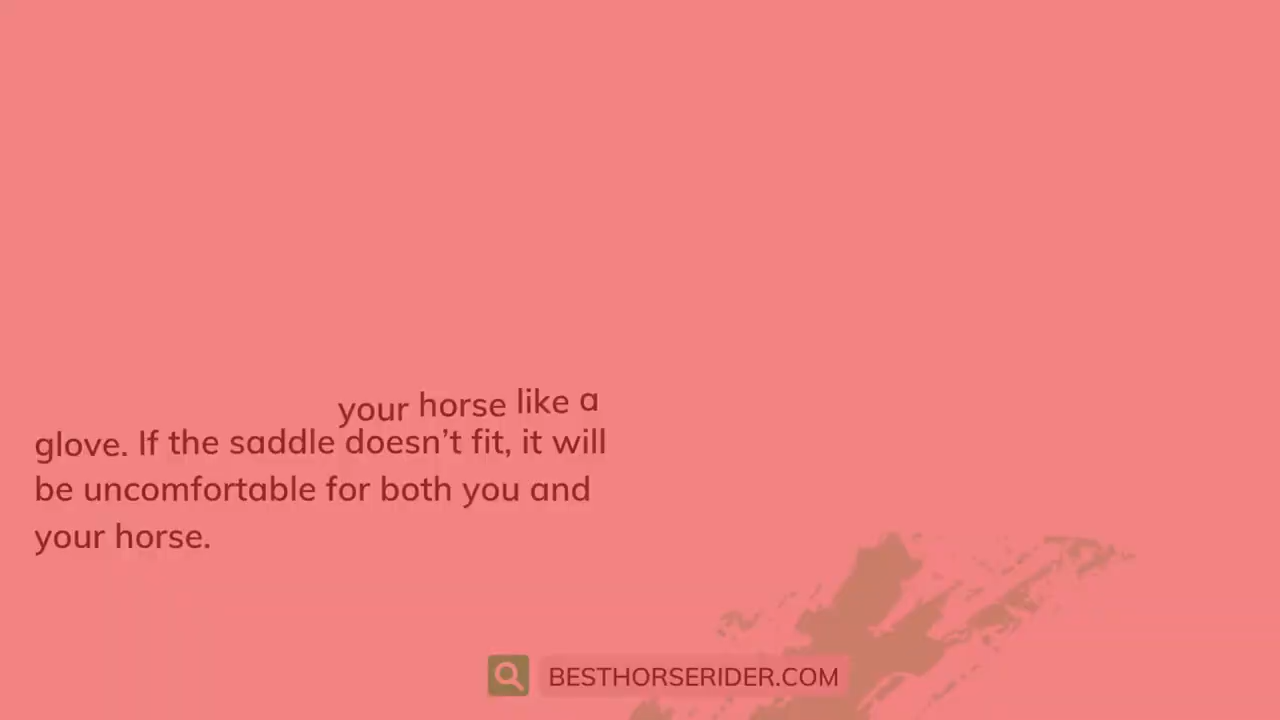 your horse like a
glove. If the saddle doesn't fit, it will
be uncomfortable for both you and
your horse.
BESTHORSERIDER.COM